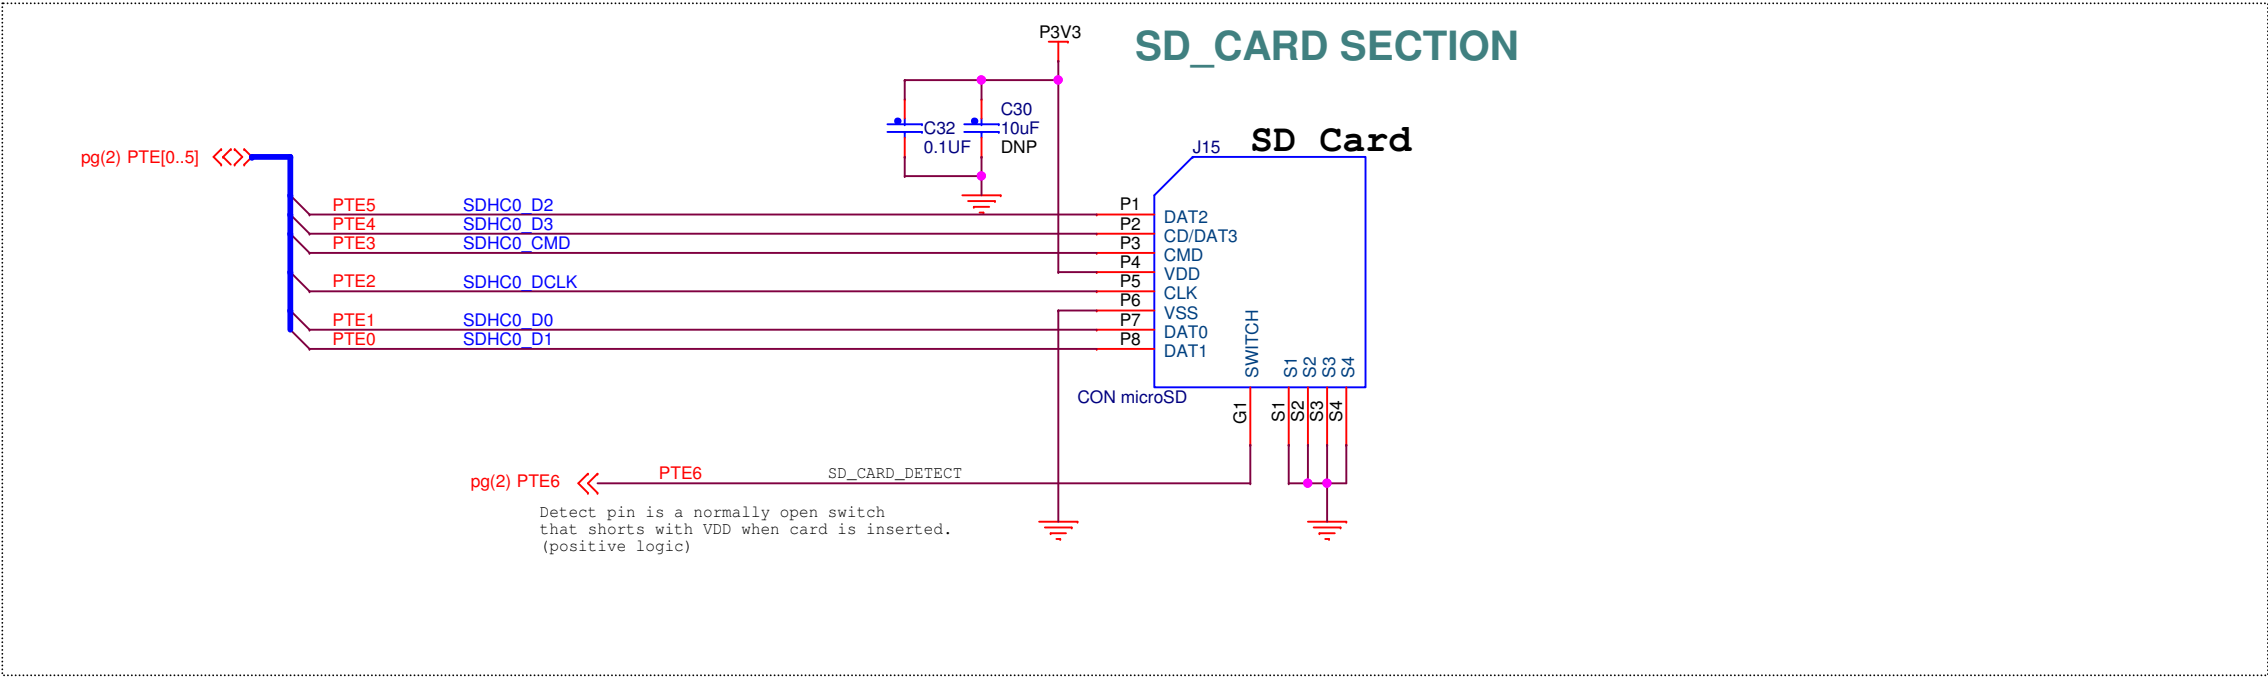 P3V3
SD_CARD SECTION
C30
10uF
DNP
C32
0.1UF
SD Card
J15
pg(2) PTE[0..5]
PTE5 SDHC0_D2 P1 DAT2
PTE4 SDHC0_D3 P2 CD/DAT3
PTE3 SDHC0_CMD P3 CMD
P4 VDD
PTE2 SDHC0_DCLK P5 CLK
P6 VSS
PTE1 SDHC0_D0 P7 DAT0
PTE0 SDHC0_D1 P8 DAT1
SWITCH S1 S2 S3 S4
CON microSD
G1 S1 S2 S3 S4
pg(2) PTE6 PTE6 SD_CARD_DETECT
Detect pin is a normally open switch
that shorts with VDD when card is inserted.
(positive logic)